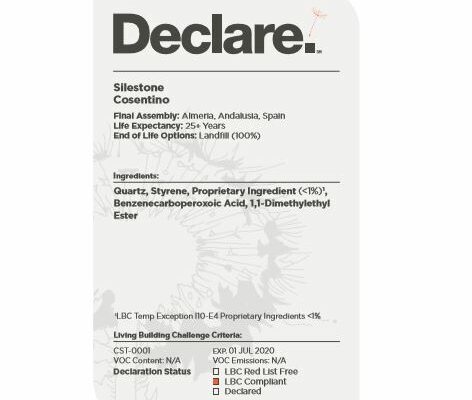 Declare.
Silestone
Cosentino
Final Assembly: Almeria, Andalusia, Spain
Life Expectancy: 25+ Years
End of Life Options: Landfill (100%)
Ingredients:
Quartz, Styrene, Proprietary Ingredient (<1%)¹,
Benzenecarboperoxoic Acid, 1,1-Dimethylethyl
Ester
¹LBC Temp Exception I10-E4 Proprietary Ingredients <1%
Living Building Challenge Criteria:
CST-0001 EXP. 01 JUL 2020
VOC Content: N/A VOC Emissions: N/A
Declaration Status LBC Red List Free
LBC Compliant
Declared